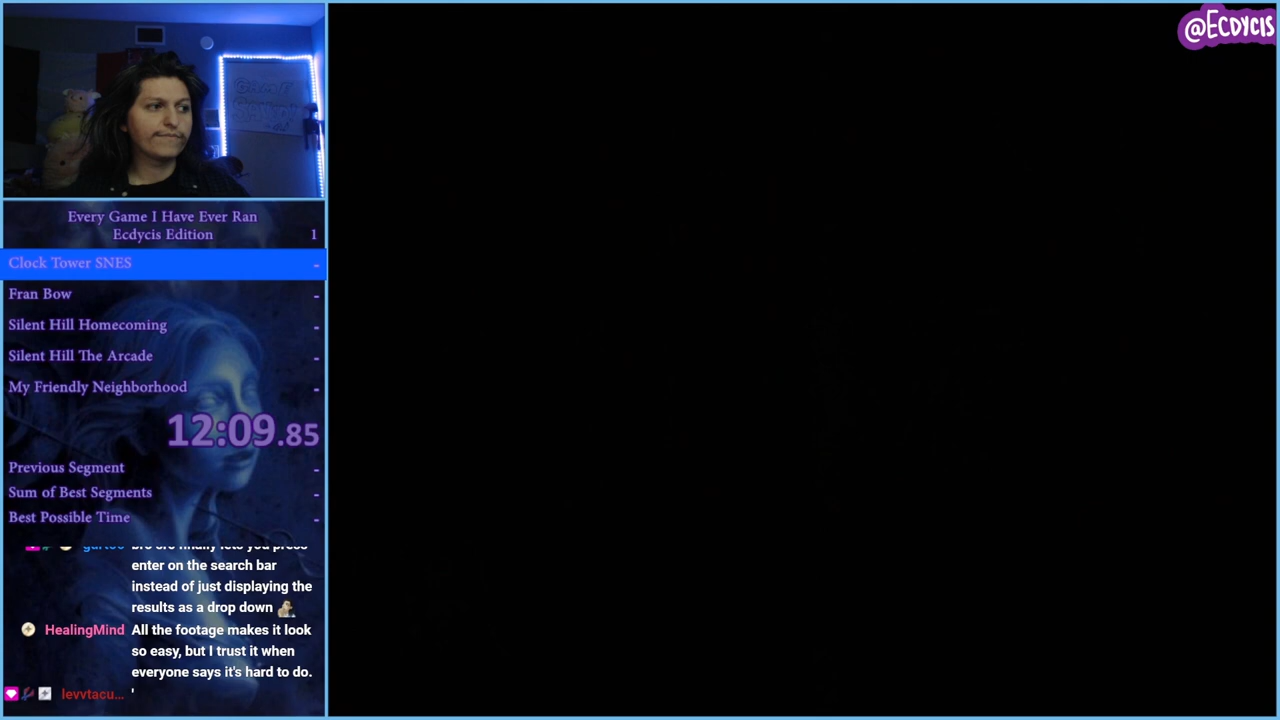 @ECDYCIS
Every Game I Have Ever Ran
Ecdycis Edition 1
Clock Tower SNES -
Fran Bow -
Silent Hill Homecoming -
Silent Hill The Arcade -
My Friendly Neighborhood -
12:09.85
Previous Segment -
Sum of Best Segments -
Best Possible Time -
enter on the search bar
instead of just displaying the
results as a drop down
HealingMind All the footage makes it look
so easy, but I trust it when
everyone says it's hard to do.
levvtacu... '